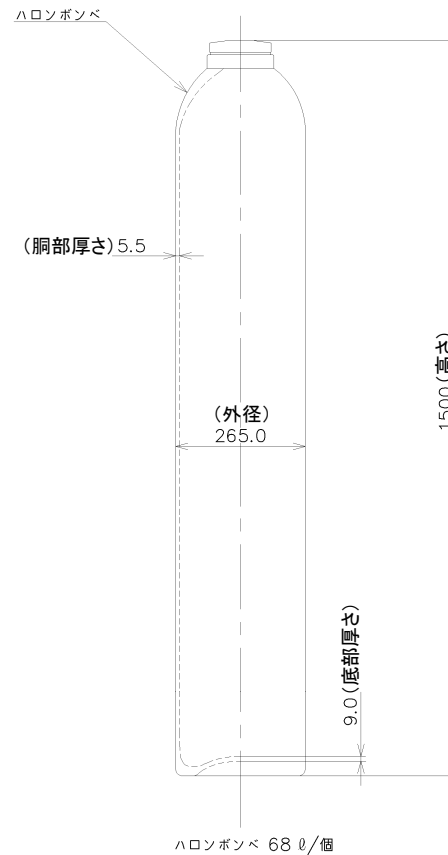 ハロンボンベ
(胴部厚さ)5.5
(外径)
265.0
1500(高さ)
9.0(底部厚さ)
ハロンボンベ 68 ℓ/個